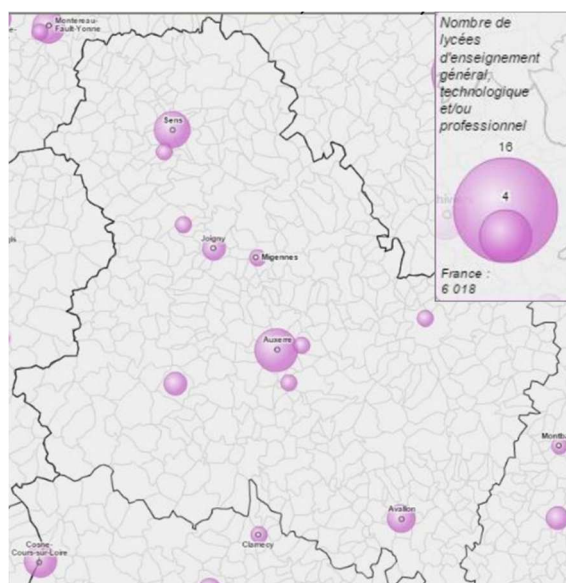 Montereau-
Fault-Yonne
Sens
Joigny
Migennes
Auxerre
Avallon
Clamecy
Cosne-
Cours-sur-Loire
Nombre de
lycées
d'enseignement
général,
technologique
et/ou
professionnel
16
4
France :
6 018